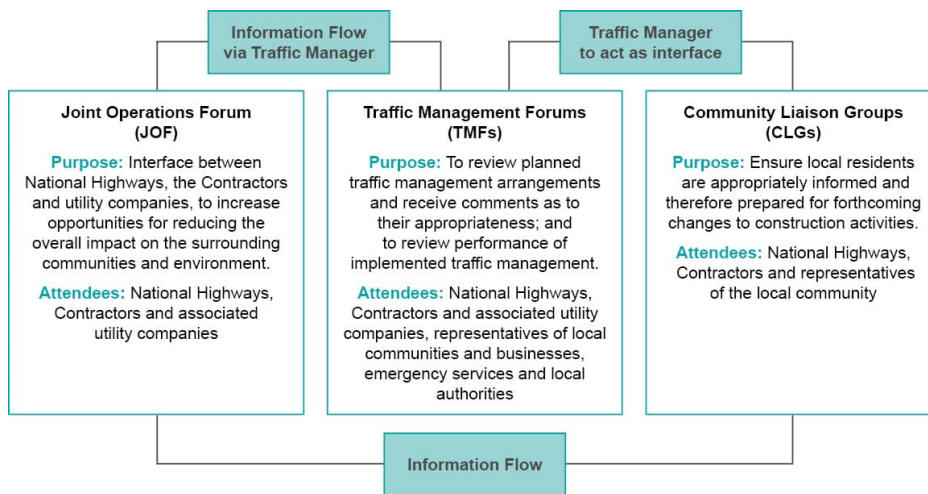 Information Flow
via Traffic Manager
Traffic Manager
to act as interface
Joint Operations Forum
(JOF)
Purpose: Interface between
National Highways, the Contractors
and utility companies, to increase
opportunities for reducing the
overall impact on the surrounding
communities and environment.
Attendees: National Highways,
Contractors and associated
utility companies
Traffic Management Forums
(TMFs)
Purpose: To review planned
traffic management arrangements
and receive comments as to
their appropriateness; and
to review performance of
implemented traffic management.
Attendees: National Highways,
Contractors and associated utility
companies, representatives of local
communities and businesses,
emergency services and local
authorities
Community Liaison Groups
(CLGs)
Purpose: Ensure local residents
are appropriately informed and
therefore prepared for forthcoming
changes to construction activities.
Attendees: National Highways,
Contractors and representatives
of the local community
Information Flow